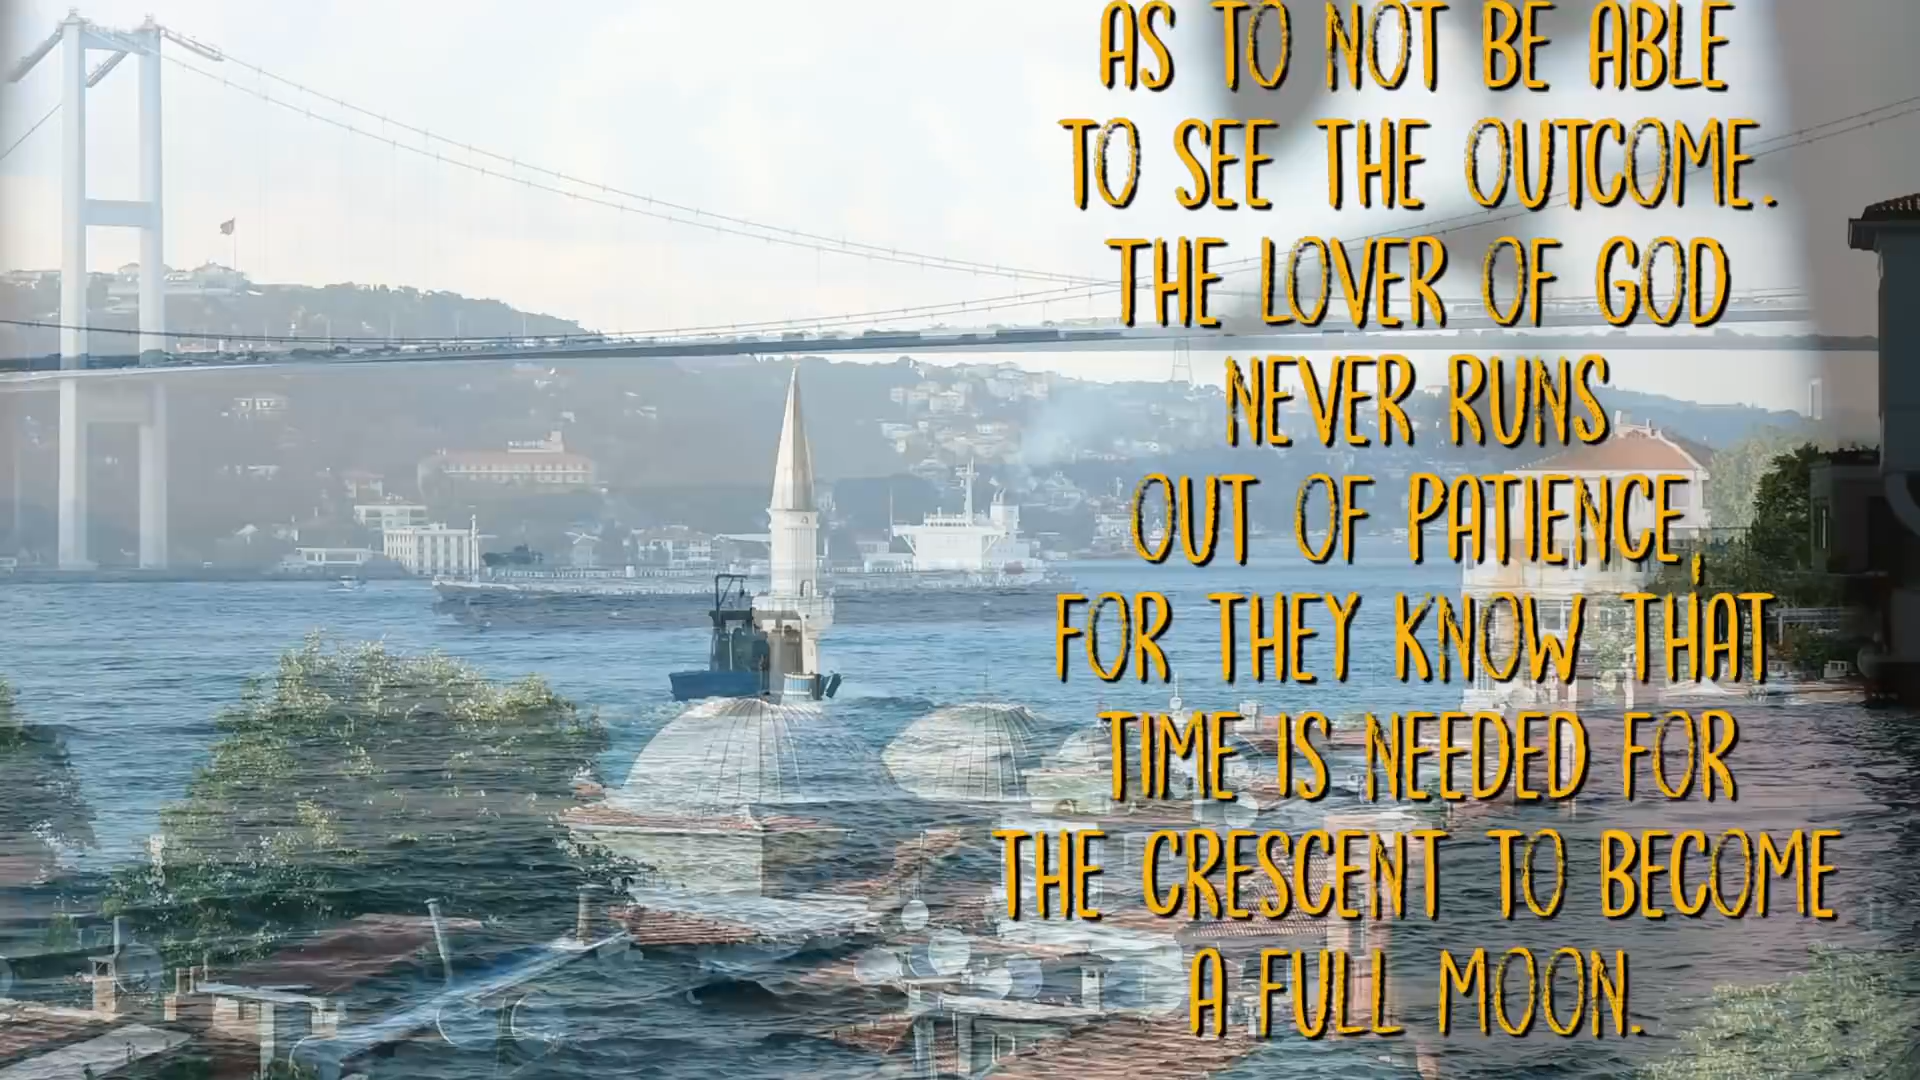 AS TO NOT BE ABLE
TO SEE THE OUTCOME.
THE LOVER OF GOD
NEVER RUNS
OUT OF PATIENCE,
FOR THEY KNOW THAT
TIME IS NEEDED FOR
THE CRESCENT TO BECOME
A FULL MOON.